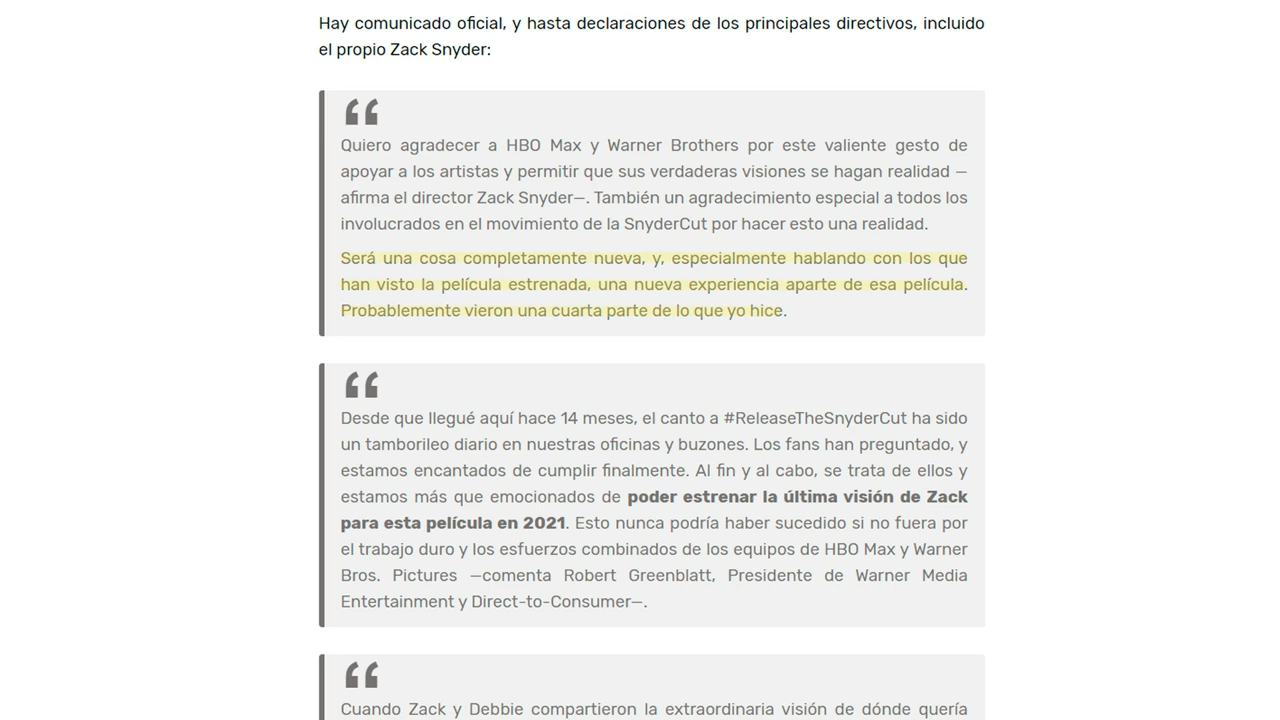 Hay comunicado oficial, y hasta declaraciones de los principales directivos, incluido
el propio Zack Snyder:
Quiero agradecer a HBO Max y Warner Brothers por este valiente gesto de
apoyar a los artistas y permitir que sus verdaderas visiones se hagan realidad —
afirma el director Zack Snyder—. También un agradecimiento especial a todos los
involucrados en el movimiento de la SnyderCut por hacer esto una realidad.
Será una cosa completamente nueva, y, especialmente hablando con los que
han visto la película estrenada, una nueva experiencia aparte de esa película.
Probablemente vieron una cuarta parte de lo que yo hice.
Desde que llegué aquí hace 14 meses, el canto a #ReleaseTheSnyderCut ha sido
un tamborileo diario en nuestras oficinas y buzones. Los fans han preguntado, y
estamos encantados de cumplir finalmente. Al fin y al cabo, se trata de ellos y
estamos más que emocionados de poder estrenar la última visión de Zack
para esta película en 2021. Esto nunca podría haber sucedido si no fuera por
el trabajo duro y los esfuerzos combinados de los equipos de HBO Max y Warner
Bros. Pictures —comenta Robert Greenblatt, Presidente de Warner Media
Entertainment y Direct-to-Consumer—.
Cuando Zack y Debbie compartieron la extraordinaria visión de dónde quería